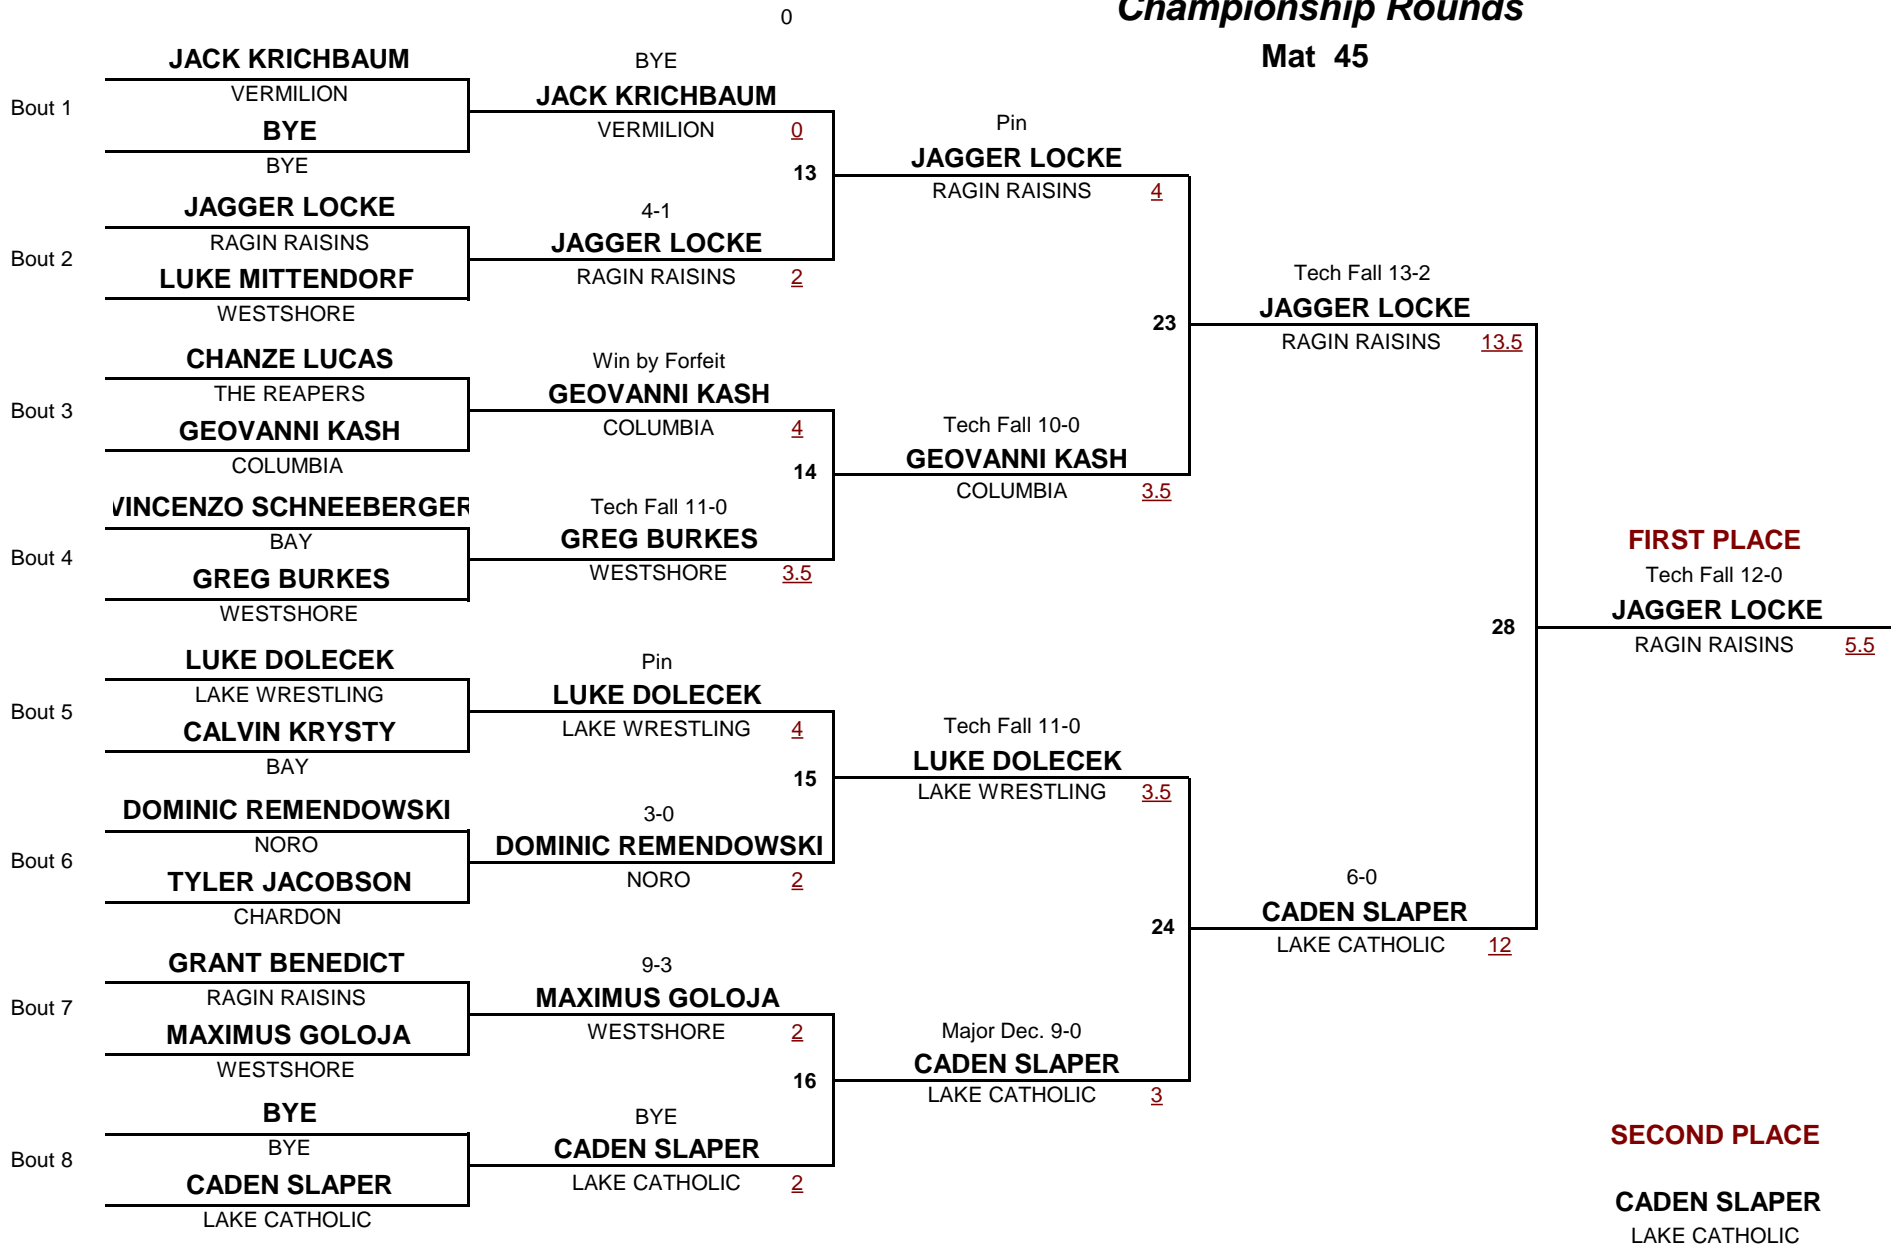 0
Championship Rounds
Mat 45
JACK KRICHBAUM
VERMILION
Bout 1
BYE
BYE
JAGGER LOCKE
RAGIN RAISINS
Bout 2
LUKE MITTENDORF
WESTSHORE
CHANZE LUCAS
THE REAPERS
Bout 3
GEOVANNI KASH
COLUMBIA
VINCENZO SCHNEEBERGER
BAY
Bout 4
GREG BURKES
WESTSHORE
LUKE DOLECEK
LAKE WRESTLING
Bout 5
CALVIN KRYSTY
BAY
DOMINIC REMENDOWSKI
NORO
Bout 6
TYLER JACOBSON
CHARDON
GRANT BENEDICT
RAGIN RAISINS
Bout 7
MAXIMUS GOLOJA
WESTSHORE
BYE
BYE
Bout 8
CADEN SLAPER
LAKE CATHOLIC
BYE
JACK KRICHBAUM
VERMILION 0
13
4-1
JAGGER LOCKE
RAGIN RAISINS 2
Win by Forfeit
GEOVANNI KASH
COLUMBIA 4
14
Tech Fall 11-0
GREG BURKES
WESTSHORE 3.5
Pin
LUKE DOLECEK
LAKE WRESTLING 4
15
3-0
DOMINIC REMENDOWSKI
NORO 2
9-3
MAXIMUS GOLOJA
WESTSHORE 2
16
BYE
CADEN SLAPER
LAKE CATHOLIC 2
Pin
JAGGER LOCKE
RAGIN RAISINS 4
23
Tech Fall 10-0
GEOVANNI KASH
COLUMBIA 3.5
Tech Fall 11-0
LUKE DOLECEK
LAKE WRESTLING 3.5
24
Major Dec. 9-0
CADEN SLAPER
LAKE CATHOLIC 3
Tech Fall 13-2
JAGGER LOCKE
RAGIN RAISINS 13.5
28
6-0
CADEN SLAPER
LAKE CATHOLIC 12
FIRST PLACE
Tech Fall 12-0
JAGGER LOCKE
RAGIN RAISINS 5.5
SECOND PLACE
CADEN SLAPER
LAKE CATHOLIC